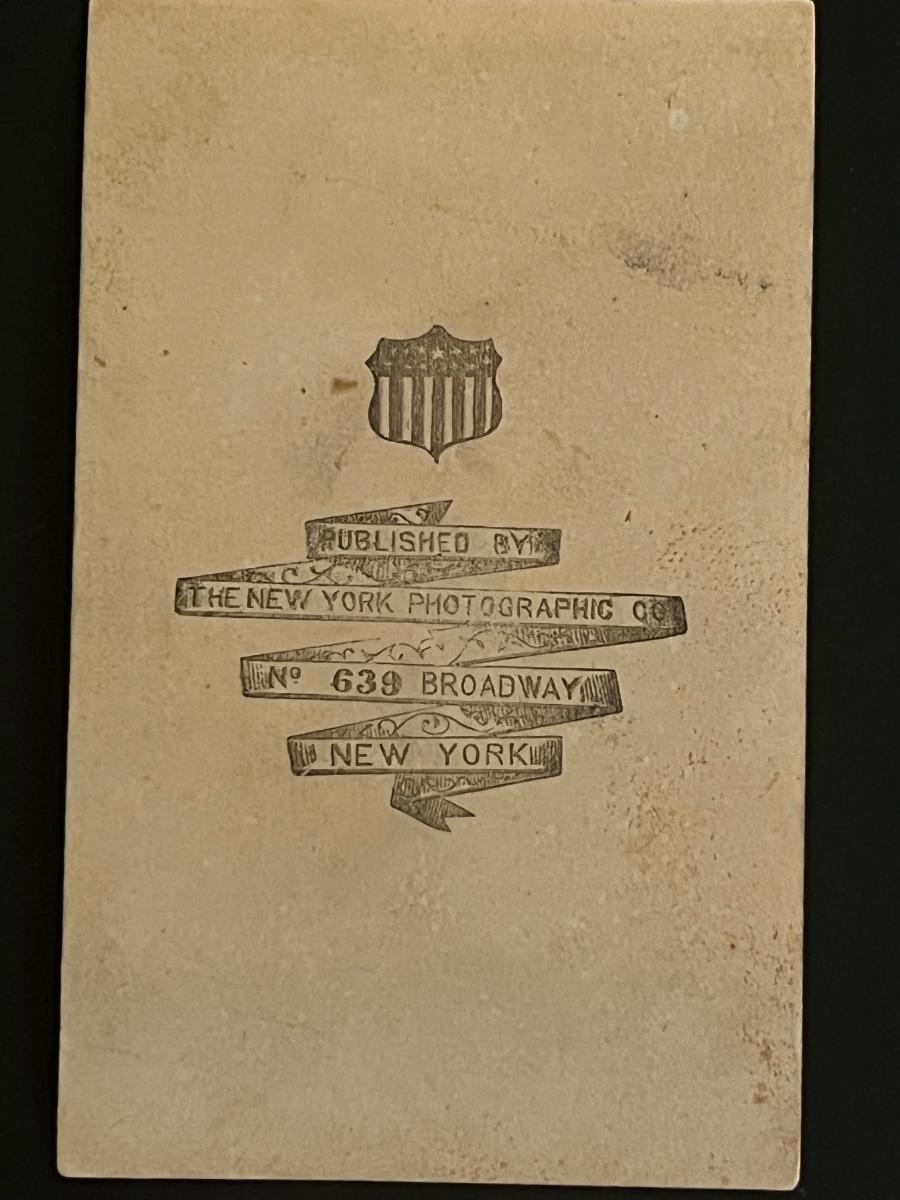 PUBLISHED BY
THE NEW YORK PHOTOGRAPHIC CO
Nº 639 BROADWAY
NEW YORK